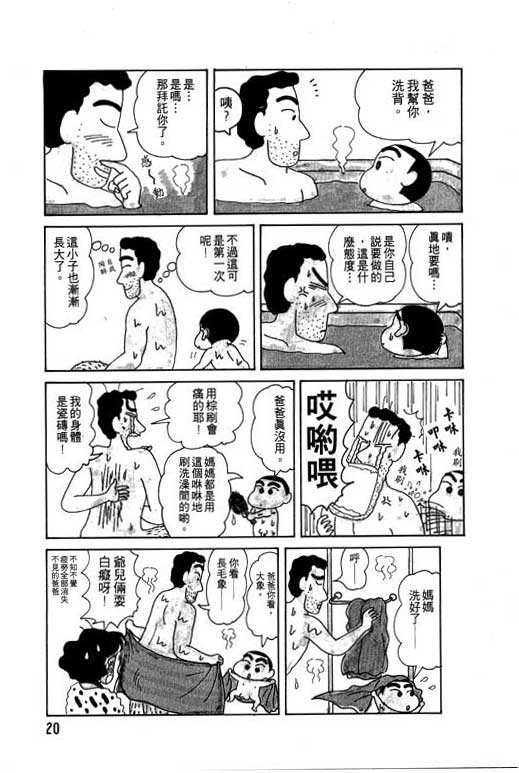 爸爸，
我幫你
洗背。
咦？
是…
是嗎…
那拜託你了。
感
動
嘖，
真地要嗎…
是你自己
說要做的
，這是什
麼態度…
不過這可
是第一次
呢！
這小子也漸漸
長大了。
卡咻
叩咻
卡咻
我刷
我刷
哎喲喂
爸爸真沒用。
媽媽都是用
這個咻咻地
刷洗澡間的喲。
用棕刷會
痛的耶！
我的身體
是瓷磚嗎！
媽媽
洗好了—
呼—
爸爸你看，
大象。
你看—
長毛象
爺兒倆耍
白癡呀！
不知不覺
疲勞全部消失
不見的爸爸
20